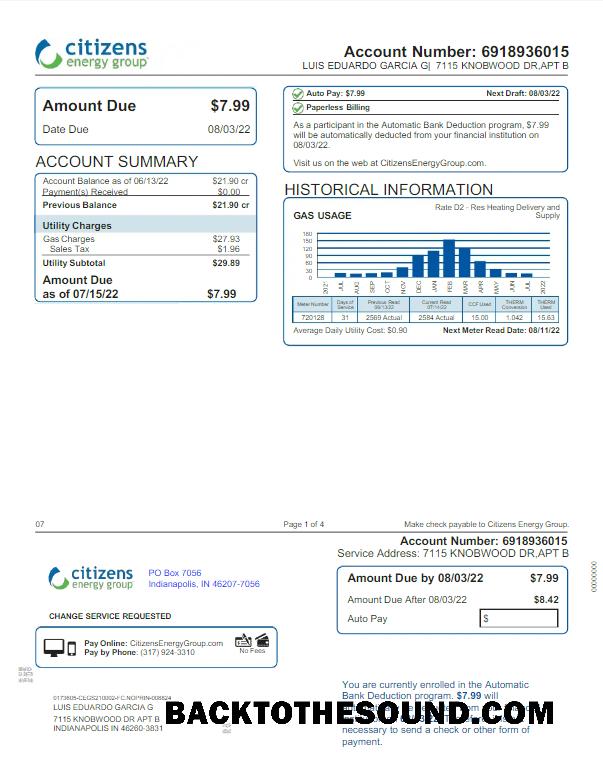 citizens
energy group
Account Number: 6918936015
LUIS EDUARDO GARCIA G| 7115 KNOBWOOD DR,APT B
Amount Due $7.99
Date Due 08/03/22
Auto Pay: $7.99 Next Draft: 08/03/22
Paperless Billing
As a participant in the Automatic Bank Deduction program, $7.99
will be automatically deducted from your financial institution on
08/03/22.
Visit us on the web at CitizensEnergyGroup.com.
ACCOUNT SUMMARY
Account Balance as of 06/13/22 $21.90 cr
Payment(s) Received $0.00
Previous Balance $21.90 cr
Utility Charges
Gas Charges $27.93
Sales Tax $1.96
Utility Subtotal $29.89
Amount Due
as of 07/15/22 $7.99
HISTORICAL INFORMATION
Rate D2 - Res Heating Delivery and
Supply
GAS USAGE
180
150
120
90
60
30
0
2021 JUL AUG SEP OCT NOV DEC JAN FEB MAR APR MAY JUN JUL 2022
Meter Number Days of Service Previous Read 06/13/22 Current Read 07/14/22 CCF Used THERM Conversion THERM Used
720128 31 2569 Actual 2584 Actual 15.00 1.042 15.63
Average Daily Utility Cost: $0.90 Next Meter Read Date: 08/11/22
07 Page 1 of 4 Make check payable to Citizens Energy Group.
Account Number: 6918936015
Service Address: 7115 KNOBWOOD DR,APT B
citizens
energy group
PO Box 7056
Indianapolis, IN 46207-7056
Amount Due by 08/03/22 $7.99
Amount Due After 08/03/22 $8.42
Auto Pay $
00000000
CHANGE SERVICE REQUESTED
Pay Online: CitizensEnergyGroup.com
Pay by Phone: (317) 924-3310
No Fees
0173605-CEGS210002-FC.NOPRIN-008824
LUIS EDUARDO GARCIA G
7115 KNOBWOOD DR APT B
INDIANAPOLIS IN 46260-3831
You are currently enrolled in the Automatic
Bank Deduction program. $7.99 will
BACKTOTHESOUND.COM
necessary to send a check or other form of
payment.